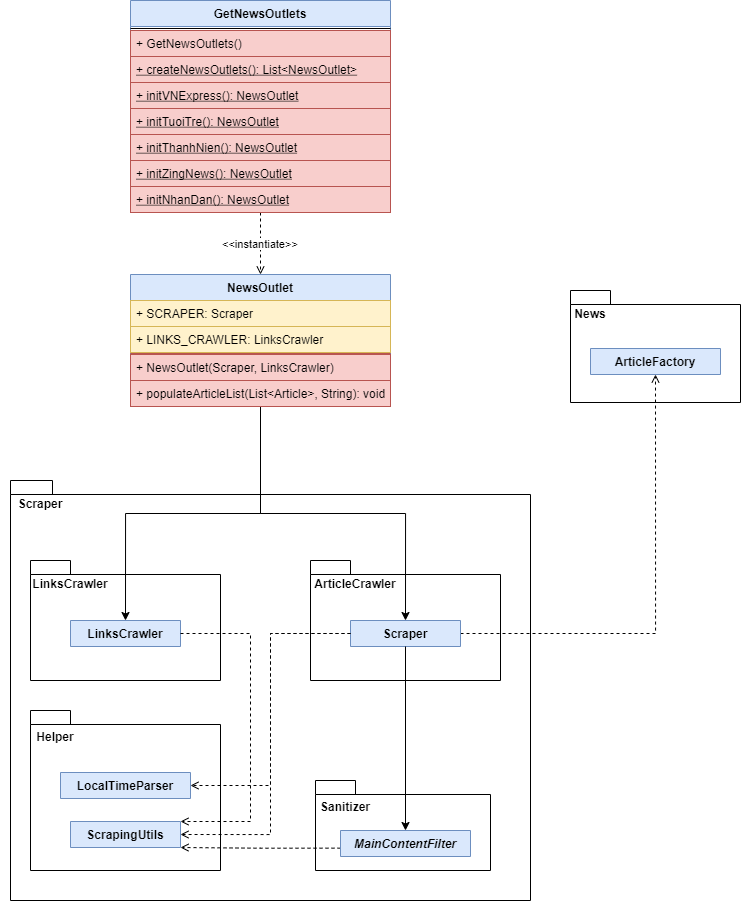 GetNewsOutlets
+ GetNewsOutlets()
+ createNewsOutlets(): List<NewsOutlet>
+ initVNExpress(): NewsOutlet
+ initTuoiTre(): NewsOutlet
+ initThanhNien(): NewsOutlet
+ initZingNews(): NewsOutlet
+ initNhanDan(): NewsOutlet
<<instantiate>>
NewsOutlet
+ SCRAPER: Scraper
+ LINKS_CRAWLER: LinksCrawler
+ NewsOutlet(Scraper, LinksCrawler)
+ populateArticleList(List<Article>, String): void
News
ArticleFactory
Scraper
LinksCrawler
LinksCrawler
ArticleCrawler
Scraper
Helper
LocalTimeParser
ScrapingUtils
Sanitizer
MainContentFilter